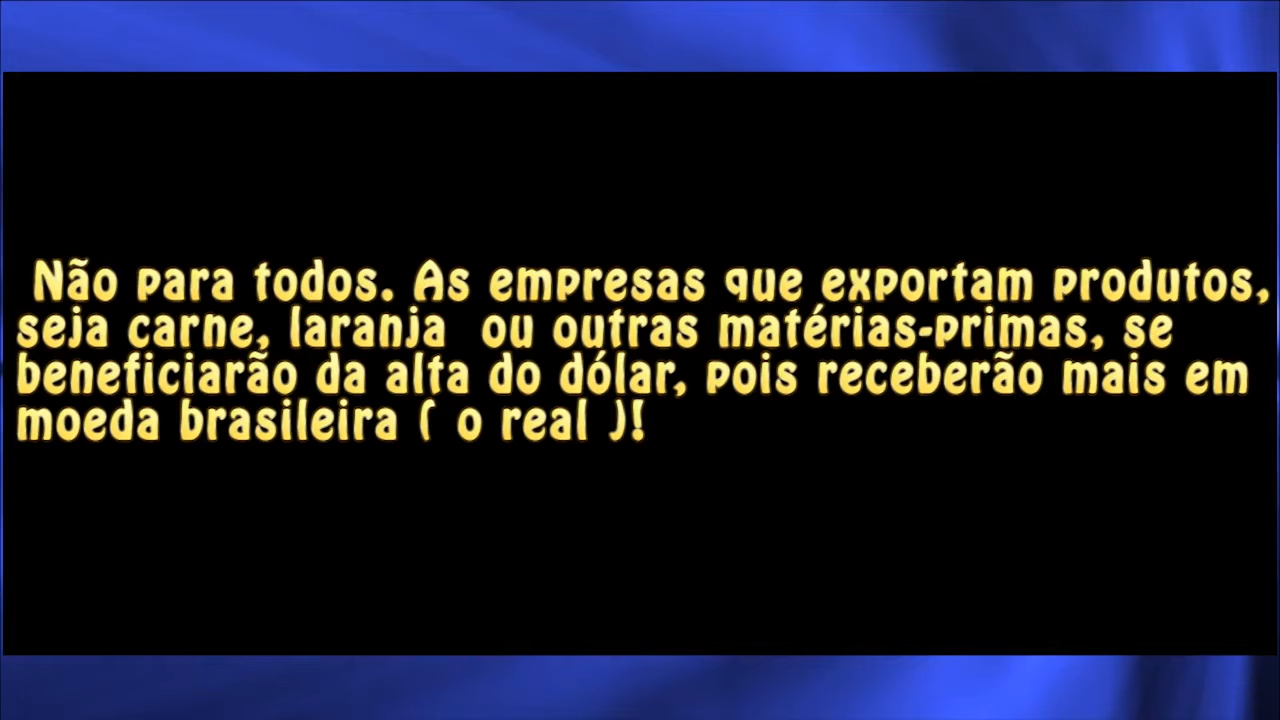 Não para todos. As empresas que exportam produtos,
seja carne, laranja  ou outras matérias-primas, se
beneficiarão da alta do dólar, pois receberão mais em
moeda brasileira ( o real )!